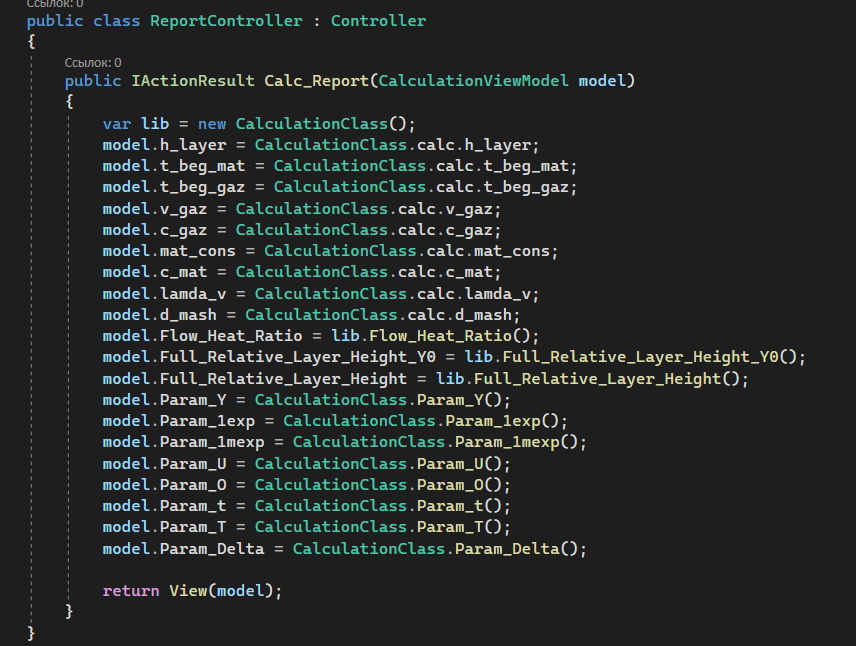 Ссылок: 0
public class ReportController : Controller
{
Ссылок: 0
public IActionResult Calc_Report(CalculationViewModel model)
{
var lib = new CalculationClass();
model.h_layer = CalculationClass.calc.h_layer;
model.t_beg_mat = CalculationClass.calc.t_beg_mat;
model.t_beg_gaz = CalculationClass.calc.t_beg_gaz;
model.v_gaz = CalculationClass.calc.v_gaz;
model.c_gaz = CalculationClass.calc.c_gaz;
model.mat_cons = CalculationClass.calc.mat_cons;
model.c_mat = CalculationClass.calc.c_mat;
model.lamda_v = CalculationClass.calc.lamda_v;
model.d_mash = CalculationClass.calc.d_mash;
model.Flow_Heat_Ratio = lib.Flow_Heat_Ratio();
model.Full_Relative_Layer_Height_Y0 = lib.Full_Relative_Layer_Height_Y0();
model.Full_Relative_Layer_Height = lib.Full_Relative_Layer_Height();
model.Param_Y = CalculationClass.Param_Y();
model.Param_1exp = CalculationClass.Param_1exp();
model.Param_1mexp = CalculationClass.Param_1mexp();
model.Param_U = CalculationClass.Param_U();
model.Param_O = CalculationClass.Param_O();
model.Param_t = CalculationClass.Param_t();
model.Param_T = CalculationClass.Param_T();
model.Param_Delta = CalculationClass.Param_Delta();
return View(model);
}
}